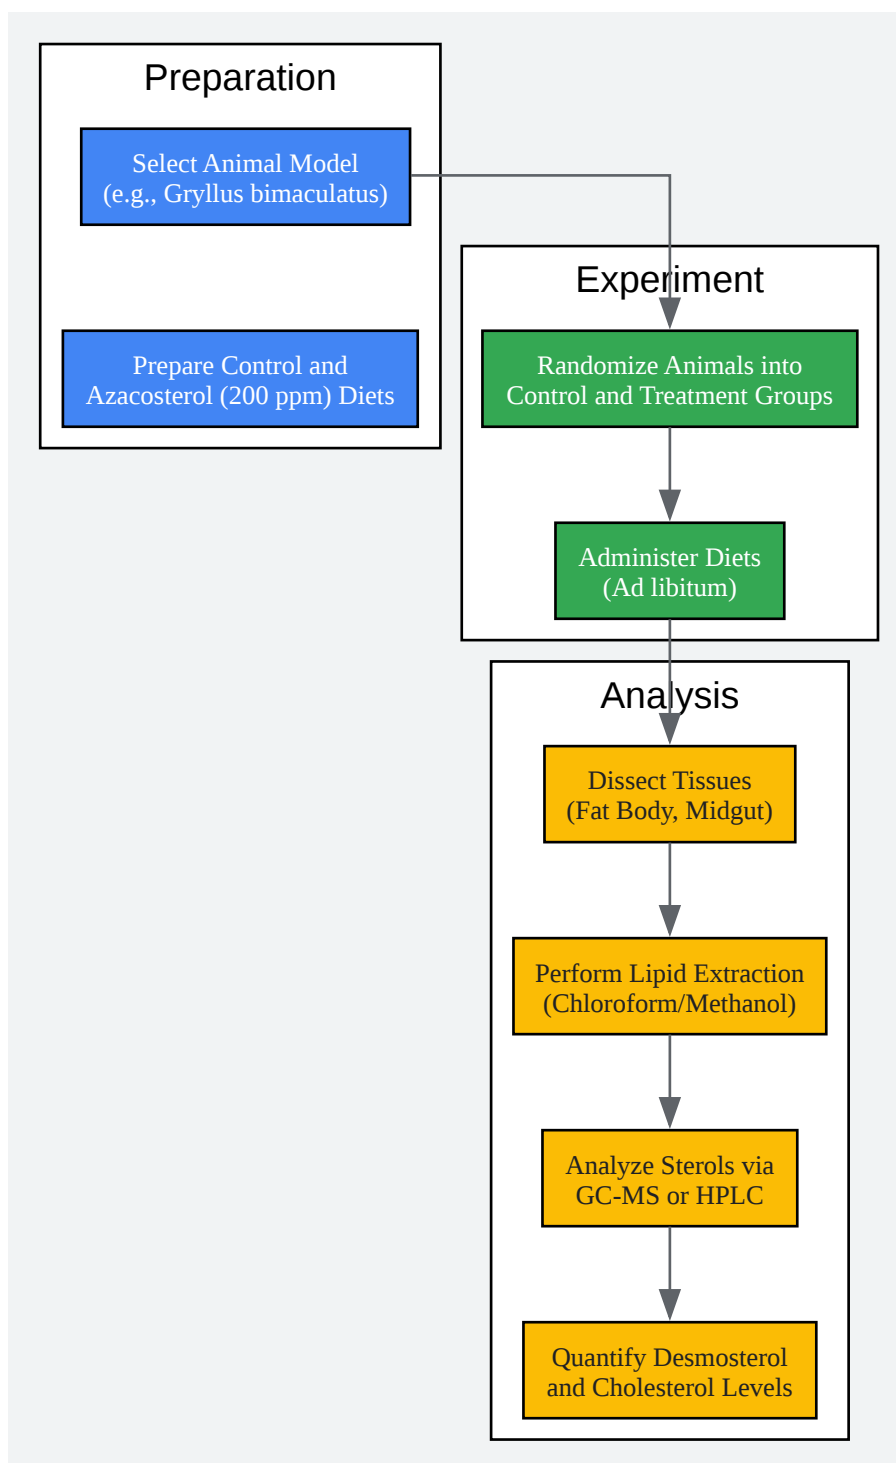 Preparation
Select Animal Model
(e.g., Gryllus bimaculatus)
Prepare Control and
Azacosterol (200 ppm) Diets
Experiment
Randomize Animals into
Control and Treatment Groups
Administer Diets
(Ad libitum)
Analysis
Dissect Tissues
(Fat Body, Midgut)
Perform Lipid Extraction
(Chloroform/Methanol)
Analyze Sterols via
GC-MS or HPLC
Quantify Desmosterol
and Cholesterol Levels